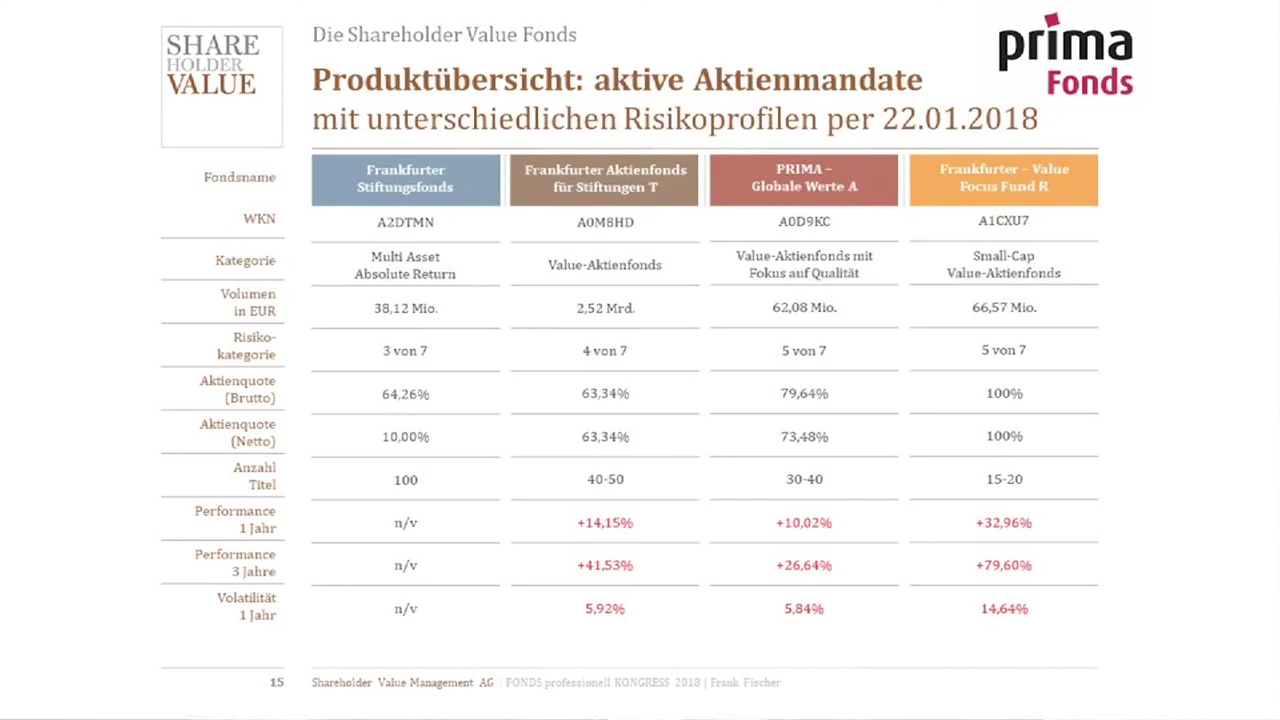 SHARE
HOLDER
VALUE
Die Shareholder Value Fonds
prima
Fonds
Produktübersicht: aktive Aktienmandate
mit unterschiedlichen Risikoprofilen per 22.01.2018
Fondsname
Frankfurter
Stiftungsfonds
Frankfurter Aktienfonds
für Stiftungen T
PRIMA –
Globale Werte A
Frankfurter – Value
Focus Fund R
WKN
A2DTMN
A0M8HD
A0D9KC
A1CXU7
Kategorie
Multi Asset
Absolute Return
Value-Aktienfonds
Value-Aktienfonds mit
Fokus auf Qualität
Small-Cap
Value-Aktienfonds
Volumen
in EUR
38,12 Mio.
2,52 Mrd.
62,08 Mio.
66,57 Mio.
Risiko-
kategorie
3 von 7
4 von 7
5 von 7
5 von 7
Aktienquote
(Brutto)
64,26%
63,34%
79,64%
100%
Aktienquote
(Netto)
10,00%
63,34%
73,48%
100%
Anzahl
Titel
100
40-50
30-40
15-20
Performance
1 Jahr
n/v
+14,15%
+10,02%
+32,96%
Performance
3 Jahre
n/v
+41,53%
+26,64%
+79,60%
Volatilität
1 Jahr
n/v
5,92%
5,84%
14,64%
15
Shareholder Value Management AG | FONDS professionell KONGRESS 2018 | Frank Fischer